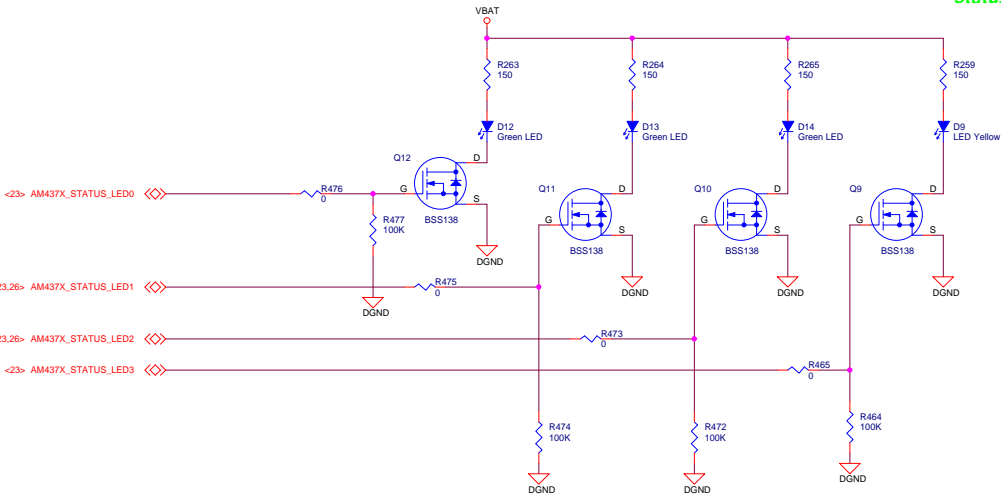 Status
VBAT
R263
150
R264
150
R265
150
R259
150
D12
Green LED
D13
Green LED
D14
Green LED
D9
LED Yellow
Q12
D
G
S
BSS138
DGND
Q11
D
G
S
BSS138
DGND
Q10
D
G
S
BSS138
DGND
Q9
D
G
S
BSS138
DGND
<23> AM437X_STATUS_LED0
R476
0
R477
100K
DGND
23,26> AM437X_STATUS_LED1
R475
0
23,26> AM437X_STATUS_LED2
R473
0
<23> AM437X_STATUS_LED3
R465
0
R474
100K
DGND
R472
100K
DGND
R464
100K
DGND